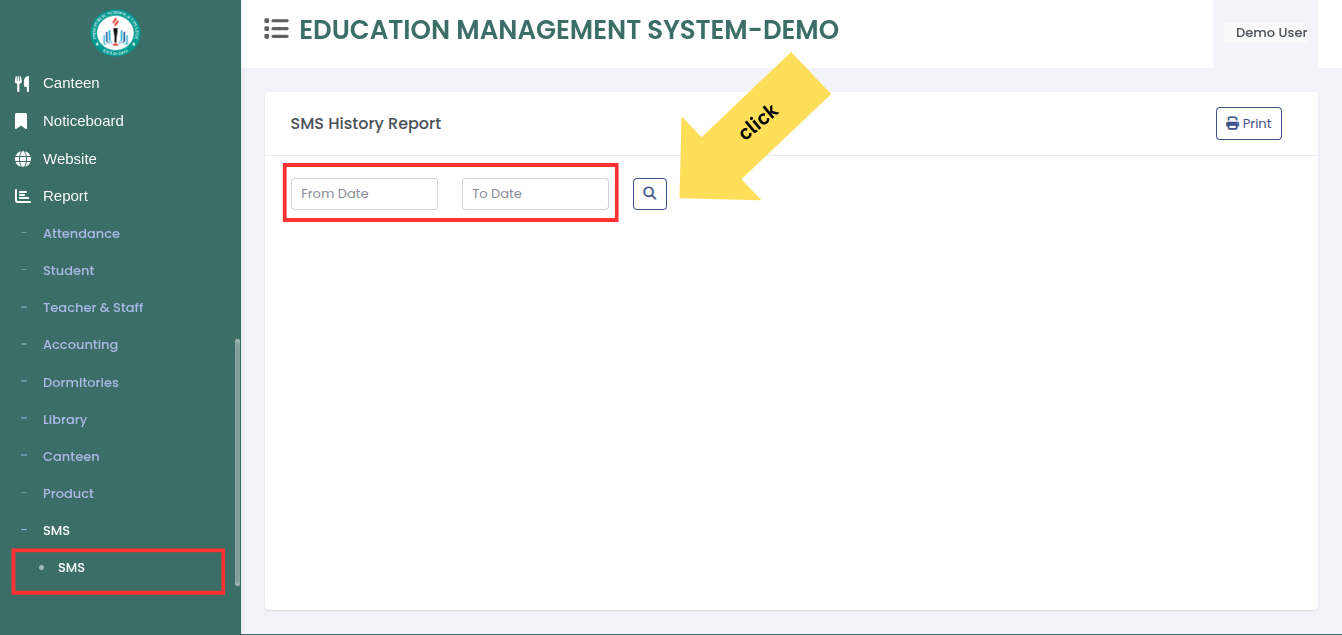 EDUCATION MANAGEMENT SYSTEM-DEMO
Demo User
Canteen
Noticeboard
Website
Report
Attendance
Student
Teacher & Staff
Accounting
Dormitories
Library
Canteen
Product
SMS
SMS
SMS History Report
Print
From Date
To Date
click